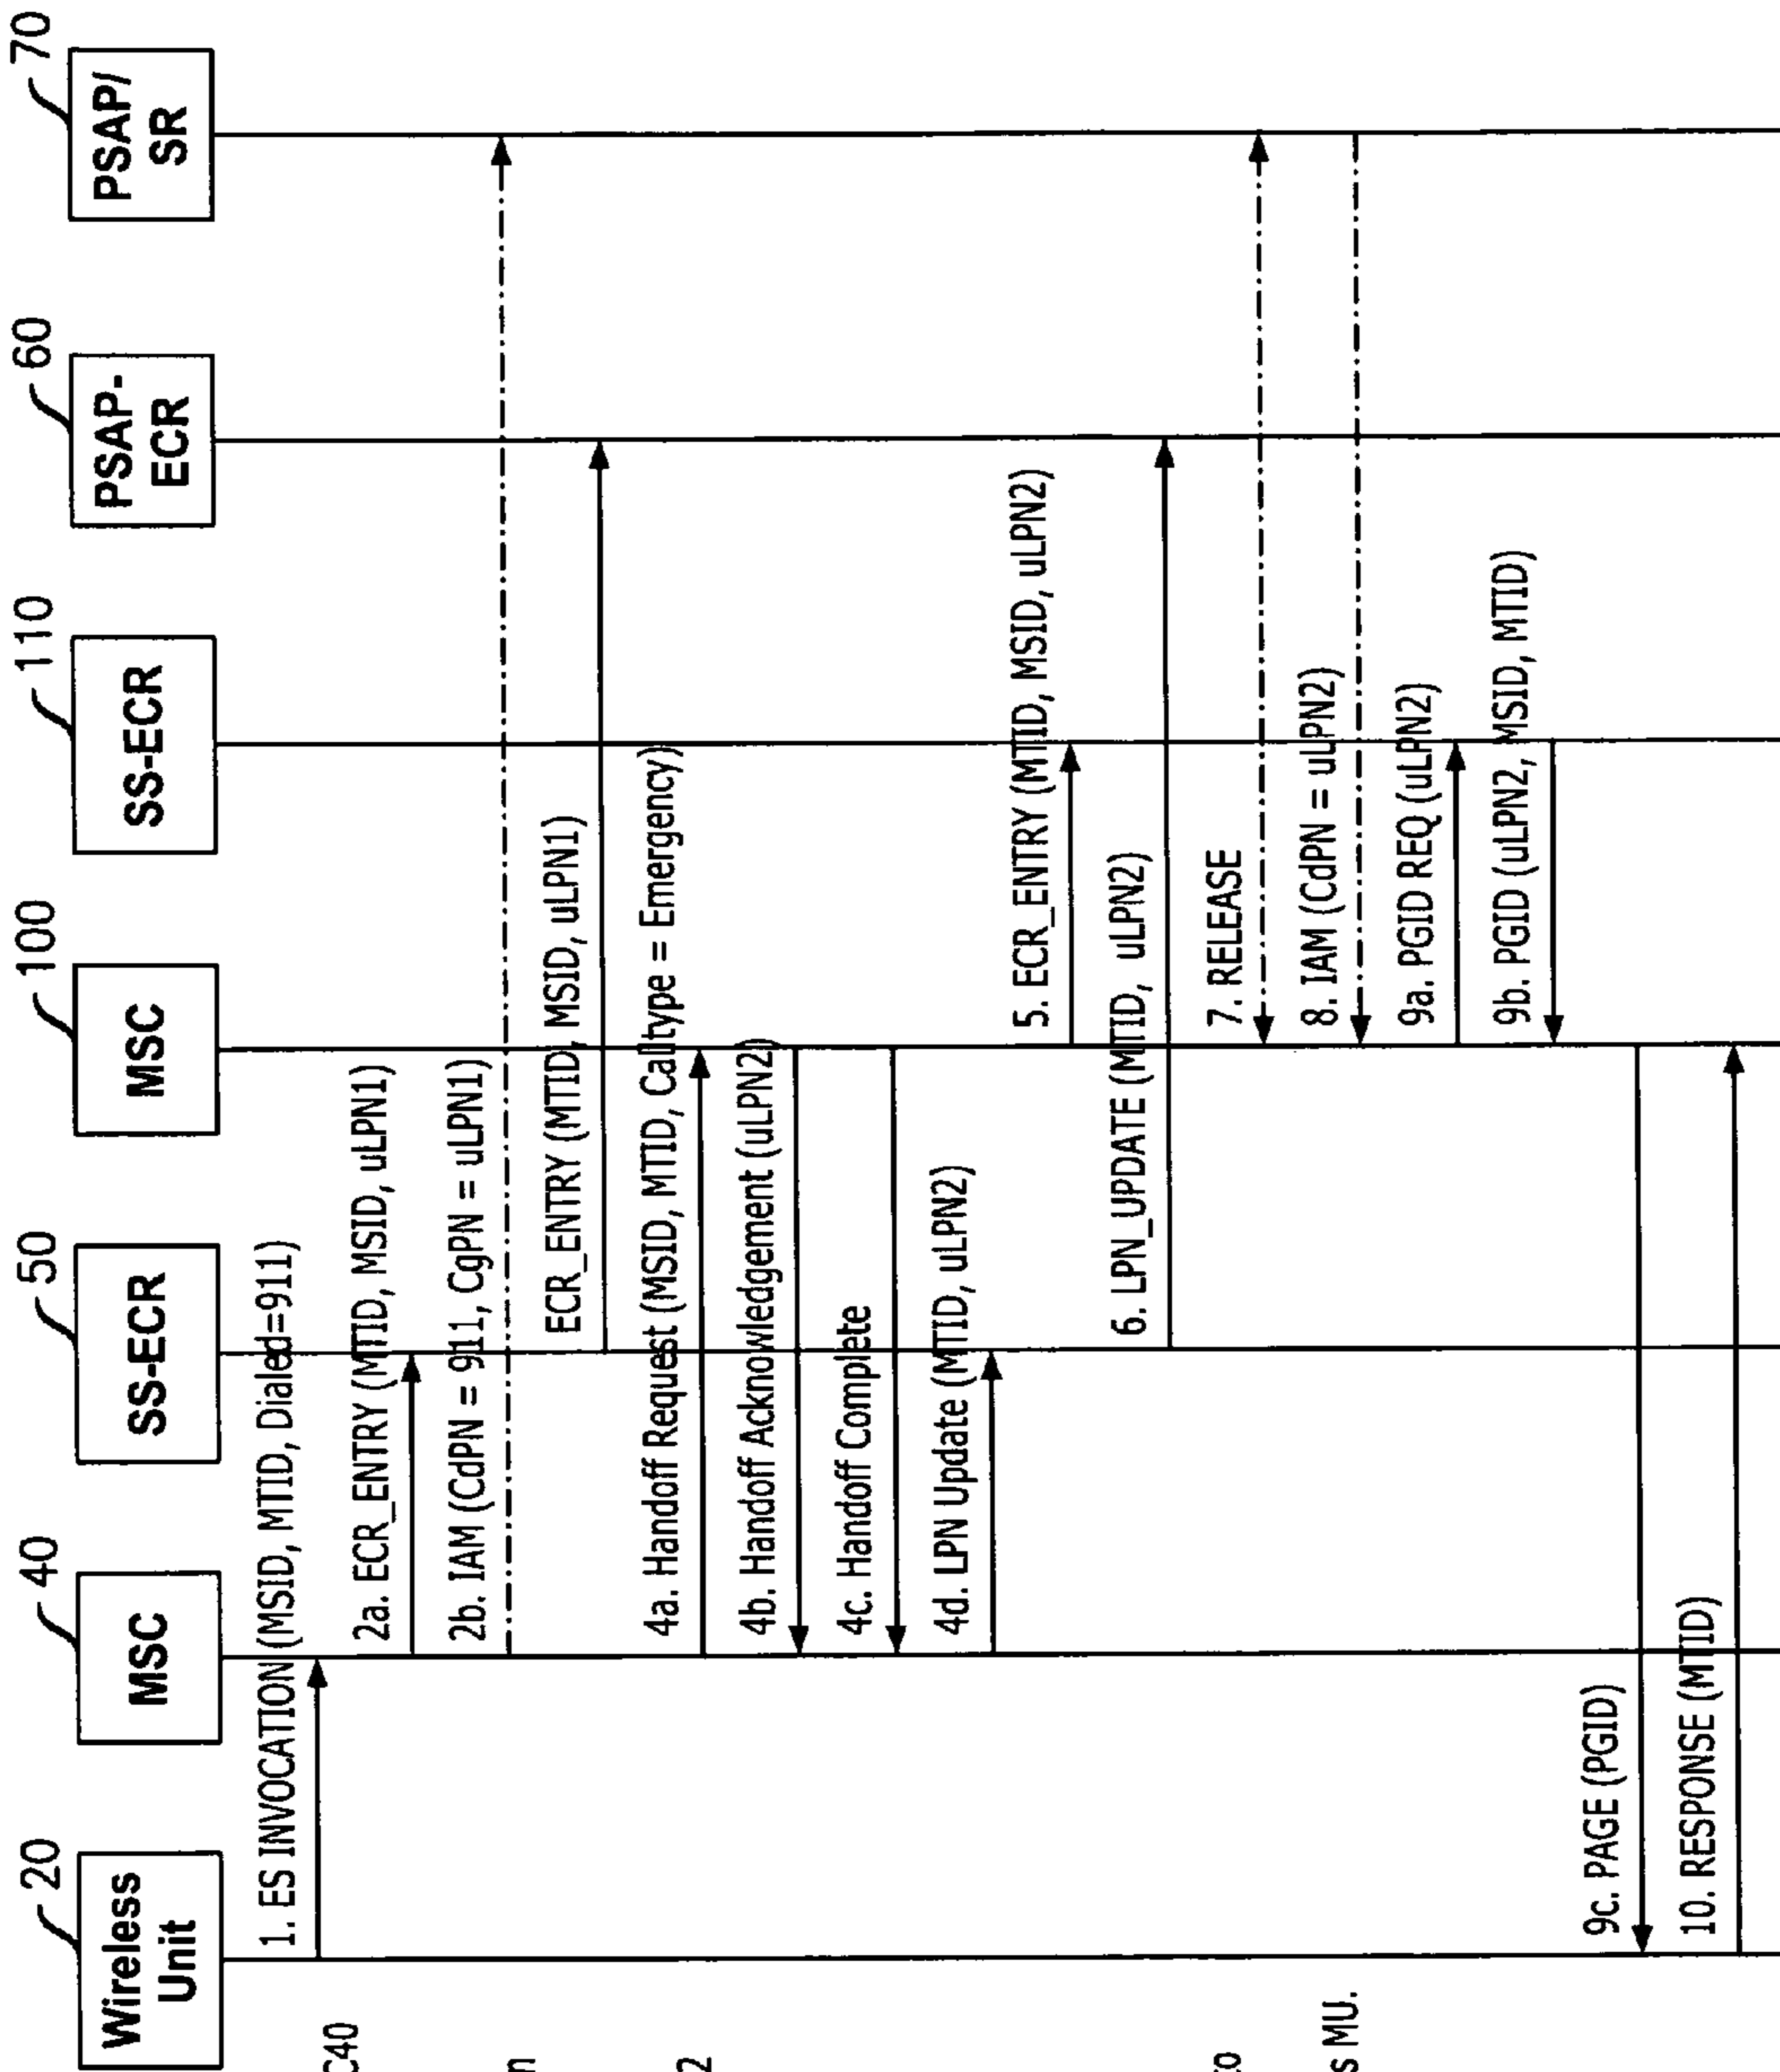 20
Wireless
Unit
40
MSC
50
SS-ECR
100
MSC
110
SS-ECR
60
PSAP-
ECR
70
PSAP/
SR
1. ES INVOCATION (MSID, MTID, Dialed=911)
C40
2a. ECR_ENTRY (MTID, MSID, uLPN1)
2b. IAM (CdPN = 911, CgPN = uLPN1)
n
ECR_ENTRY (MTID, MSID, uLPN1)
4a. Handoff Request (MSID, MTID, Calltype = Emergency)
2
4b. Handoff Acknowledgement (uLPN2)
4c. Handoff Complete
4d. LPN Update (MTID, uLPN2)
5. ECR_ENTRY (MTID, MSID, uLPN2)
6. LPN_UPDATE (MTID, uLPN2)
7. RELEASE
to
8. IAM (CdPN = uLPN2)
s MU.
9a. PGID REQ (uLPN2)
9b. PGID (uLPN2, MSID, MTID)
9c. PAGE (PGID)
10. RESPONSE (MTID)